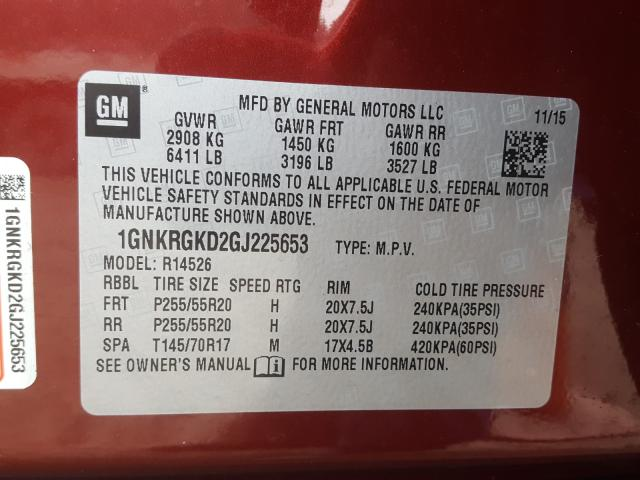 GM
MFD BY GENERAL MOTORS LLC
11/15
GVWR GAWR FRT GAWR RR
2908 KG 1450 KG 1600 KG
6411 LB 3196 LB 3527 LB
THIS VEHICLE CONFORMS TO ALL APPLICABLE U.S. FEDERAL MOTOR
VEHICLE SAFETY STANDARDS IN EFFECT ON THE DATE OF
MANUFACTURE SHOWN ABOVE.
1GNKRGKD2GJ225653 TYPE: M.P.V.
MODEL: R14526
RBBL TIRE SIZE SPEED RTG RIM COLD TIRE PRESSURE
FRT P255/55R20 H 20X7.5J 240KPA(35PSI)
RR P255/55R20 H 20X7.5J 240KPA(35PSI)
SPA T145/70R17 M 17X4.5B 420KPA(60PSI)
SEE OWNER'S MANUAL FOR MORE INFORMATION.
1GNKRGKD2GJ225653